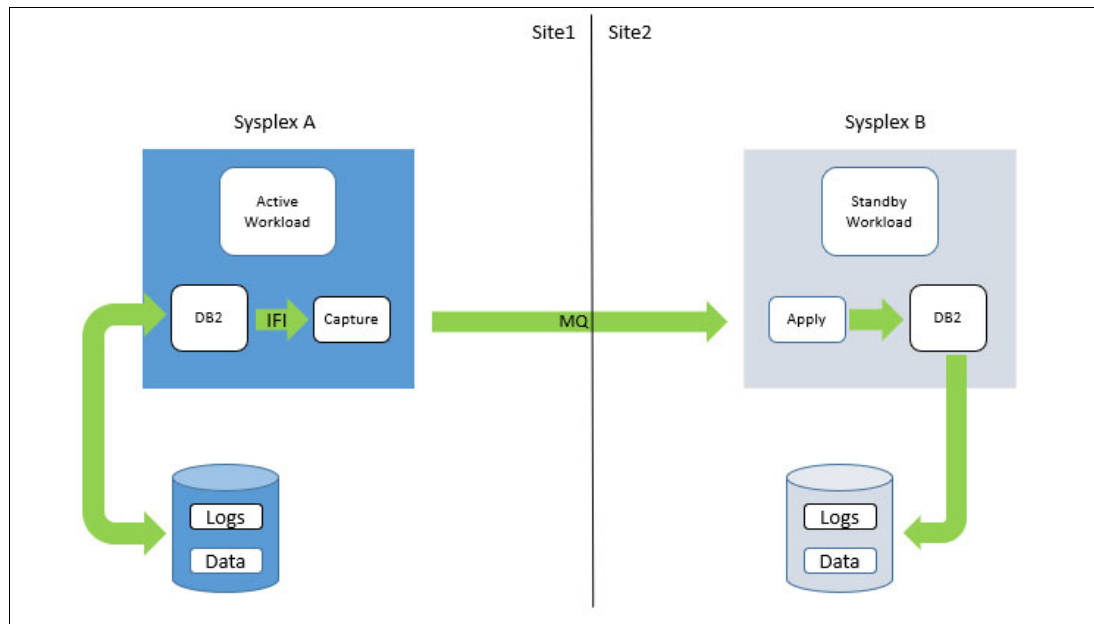 Site1
Site2
Sysplex A
Sysplex B
Active
Workload
Standby
Workload
DB2
IFI
Capture
MQ
Apply
DB2
Logs
Data
Logs
Data